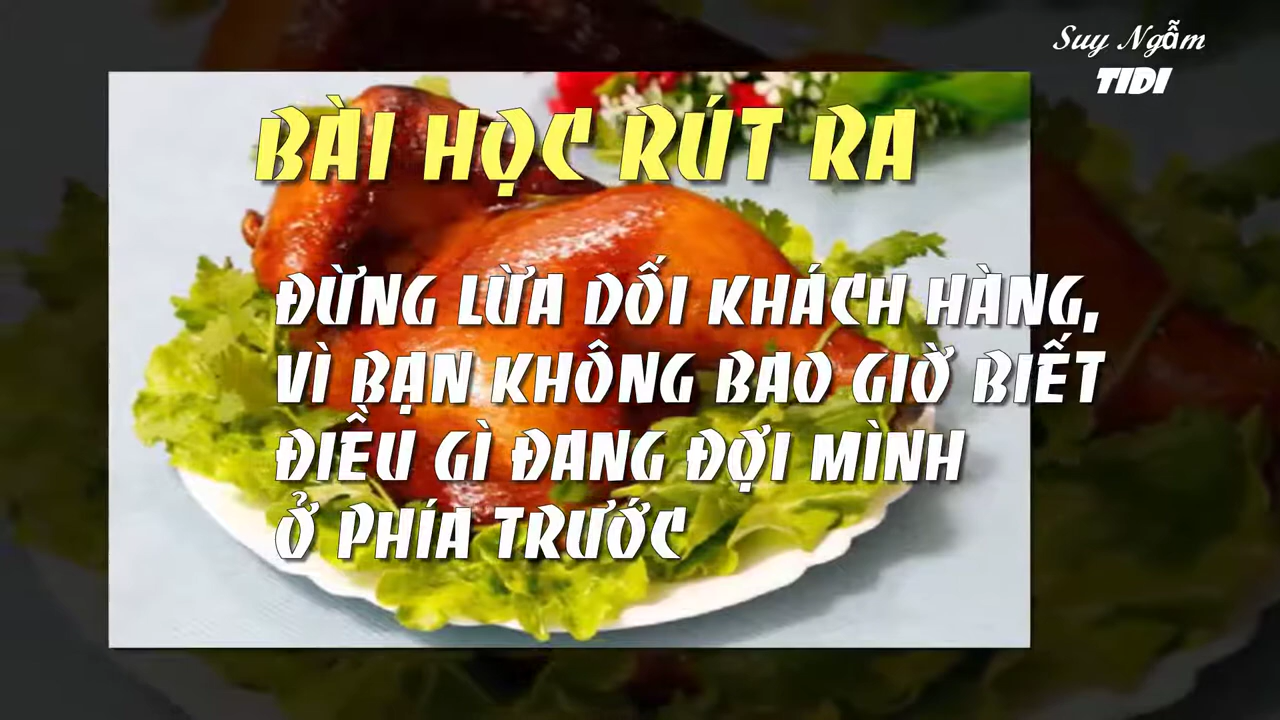 Suy Ngẫm
TIDI
BÀI HỌC RÚT RA
ĐỪNG LỪA DỐI KHÁCH HÀNG,
VÌ BẠN KHÔNG BAO GIỜ BIẾT
ĐIỀU GÌ ĐANG ĐỢI MÌNH
Ở PHÍA TRƯỚC